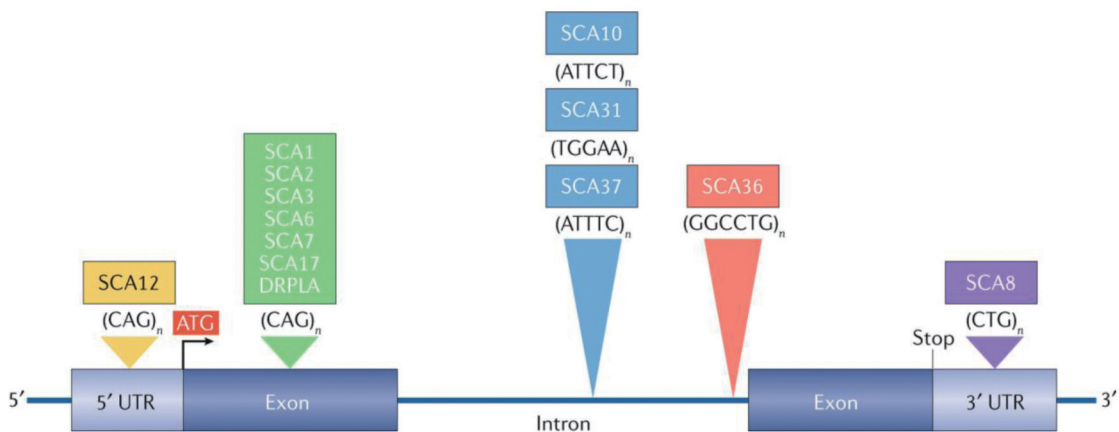 SCA10
(ATTCT)n
SCA31
(TGGAA)n
SCA37
(ATTTC)n
SCA36
(GGCCTG)n
SCA1
SCA2
SCA3
SCA6
SCA7
SCA17
DRPLA
(CAG)n
SCA12
(CAG)n
ATG
SCA8
(CTG)n
Stop
5′
5′ UTR
Exon
Intron
Exon
3′ UTR
3′